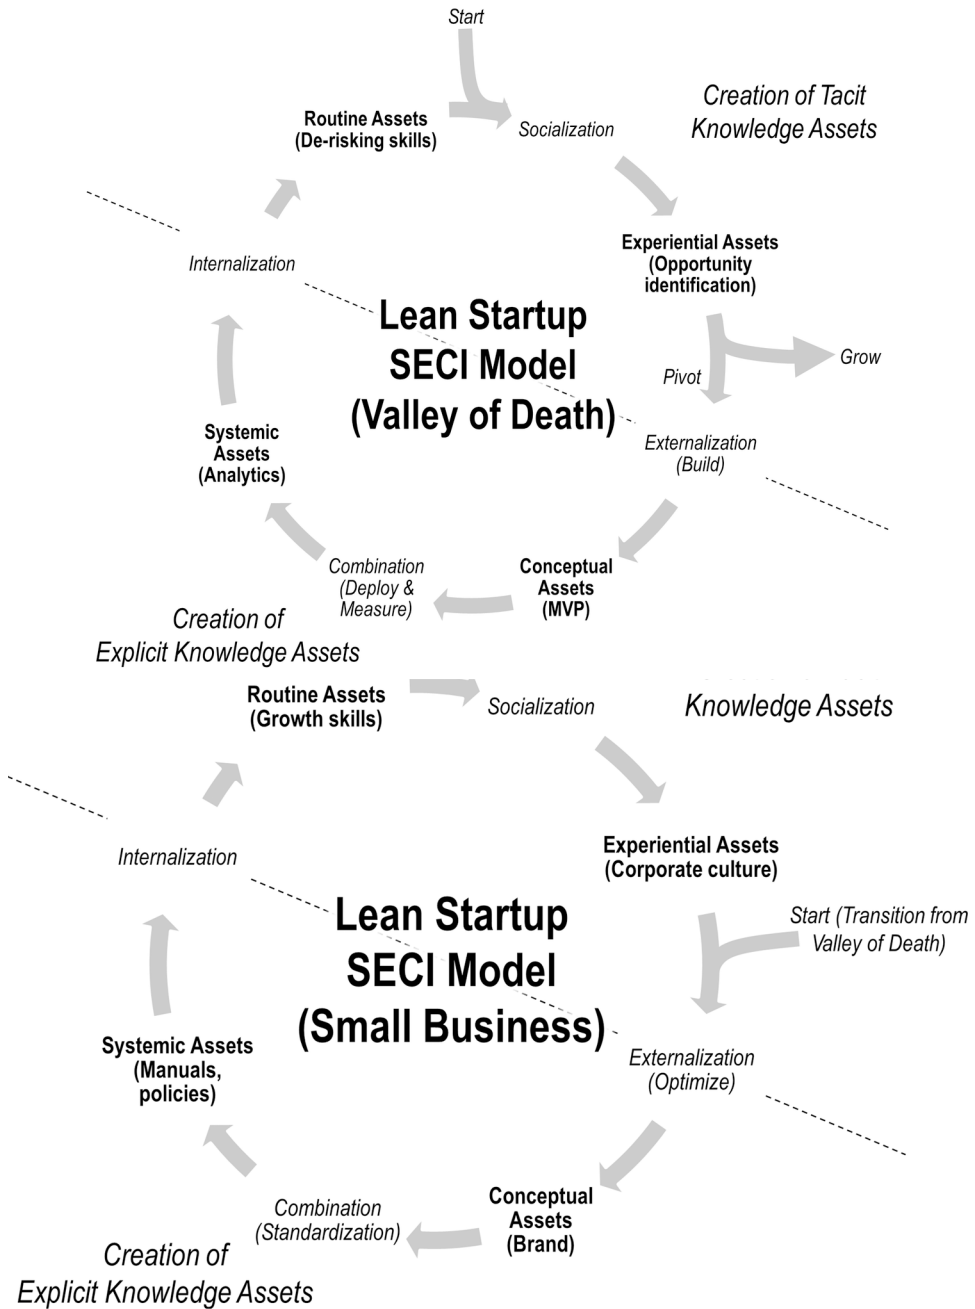 Start
Creation of Tacit
Knowledge Assets
Routine Assets
(De-risking skills)
Socialization
Experiential Assets
(Opportunity
identification)
Internalization
Lean Startup
SECI Model
(Valley of Death)
Grow
Pivot
Externalization
(Build)
Systemic
Assets
(Analytics)
Combination
(Deploy &
Measure)
Conceptual
Assets
(MVP)
Creation of
Explicit Knowledge Assets
Routine Assets
(Growth skills)
Socialization
Knowledge Assets
Experiential Assets
(Corporate culture)
Internalization
Lean Startup
SECI Model
(Small Business)
Start (Transition from
Valley of Death)
Systemic Assets
(Manuals,
policies)
Externalization
(Optimize)
Combination
(Standardization)
Conceptual
Assets
(Brand)
Creation of
Explicit Knowledge Assets